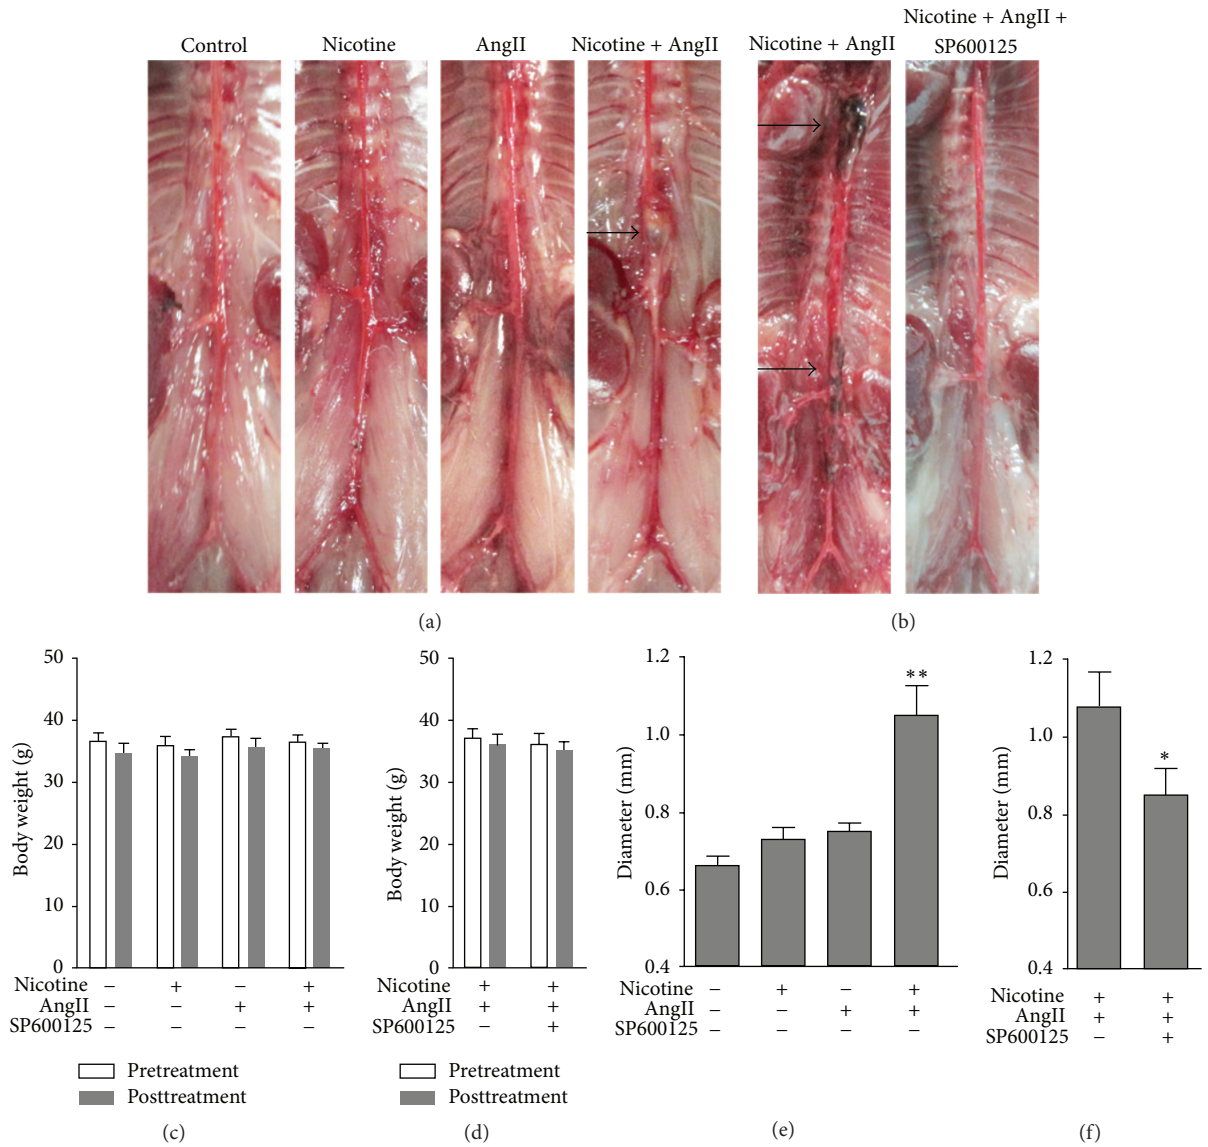 Control
Nicotine
AngII
Nicotine + AngII
Nicotine + AngII
Nicotine + AngII +
SP600125
(a)
(b)
50
40
30
20
10
0
Body weight (g)
Nicotine − + − +
AngII − − + +
SP600125 − − − −
Pretreatment
Posttreatment
(c)
50
40
30
20
10
0
Body weight (g)
+ +
+ +
− +
Pretreatment
Posttreatment
(d)
1.2
1.0
0.8
0.6
0.4
Diameter (mm)
**
Nicotine − + − +
AngII − − + +
SP600125 − − − −
(e)
1.2
1.0
0.8
0.6
0.4
Diameter (mm)
*
Nicotine + +
AngII + +
SP600125 − +
(f)